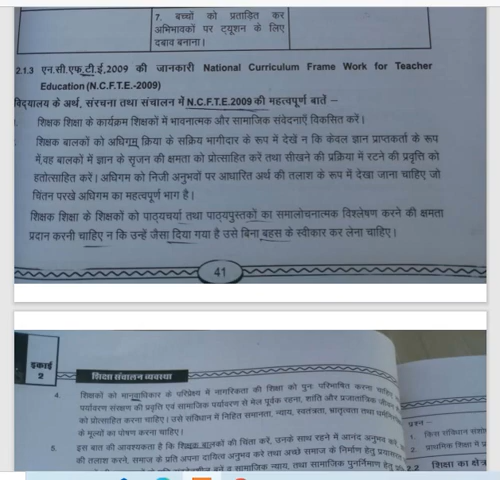 7. बच्चों को प्रताड़ित कर
अभिभावकों पर ट्यूशन के लिए
दबाव बनाना।
2.1.3 एन.सी.एफ.टी.ई,2009 की जानकारी National Curriculum Frame Work for Teacher
Education (N.C.F.T.E.-2009)
विद्यालय के अर्थ, संरचना तथा संचालन में N.C.F.T.E.2009 की महत्वपूर्ण बातें –
शिक्षक शिक्षा के कार्यक्रम शिक्षकों में भावनात्मक और सामाजिक संवेदनाएँ विकसित करें।
शिक्षक बालकों को अधिगम क्रिया के सक्रिय भागीदार के रूप में देखें न कि केवल ज्ञान प्राप्तकर्ता के रूप
में,वह बालकों में ज्ञान के सृजन की क्षमता को प्रोत्साहित करें तथा सीखने की प्रक्रिया में रटने की प्रवृति को
हतोत्साहित करें। अधिगम को निजी अनुभवों पर आधारित अर्थ की तलाश के रूप में देखा जाना चाहिए जो
चिंतन परखे अधिगम का महत्वपूर्ण भाग है।
शिक्षक शिक्षा के शिक्षकों को पाठ्यचर्या तथा पाठ्यपुस्तकों का समालोचनात्मक विश्लेषण करने की क्षमता
प्रदान करनी चाहिए न कि उन्हें जैसा दिया गया है उसे बिना बहस के स्वीकार कर लेना चाहिए।
41
इकाई
2
शिक्षा संचालन व्यवस्था
4. शिक्षकों को मानवाधिकार के परिप्रेक्ष्य में नागरिकता की शिक्षा को पुनः परिभाषित करना चाहिए
पर्यावरण संरक्षण की प्रवृति एवं सामाजिक पर्यावरण से मेल पूर्वक रहना, शांति और प्रजातांत्रिक जीवन
को प्रोत्साहित करना चाहिए। उसे संविधान में निहित समानता, न्याय, स्वतंत्रता, भ्रातृत्वता तथा
के मूल्यों का पोषण करना चाहिए।
5. इस बात की आवश्यकता है कि शिक्षक बालकों की चिंता करें, उनके साथ रहने में आनंद अनुभव करें
की तलाश करने, समाज के प्रति अपना दायित्व अनुभव करे तथा अच्छे समाज के निर्माण हेतु
व सामाजिक न्याय, तथा सामाजिक पुनर्निर्माण हेतु
प्रश्न –
1. किस संविधान
2. प्राथमिक शिक्षा में
2.2 शिक्षा का